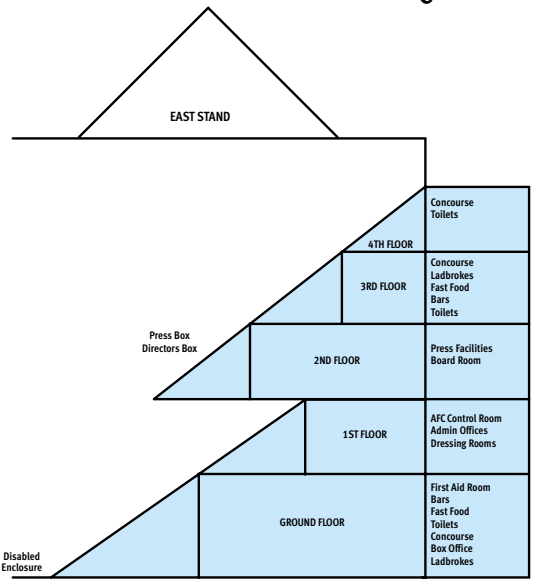 EAST STAND
4TH FLOOR
Concourse
Toilets
3RD FLOOR
Concourse
Ladbrokes
Fast Food
Bars
Toilets
Press Box
Directors Box
2ND FLOOR
Press Facilities
Board Room
1ST FLOOR
AFC Control Room
Admin Offices
Dressing Rooms
GROUND FLOOR
First Aid Room
Bars
Fast Food
Toilets
Concourse
Box Office
Ladbrokes
Disabled
Enclosure